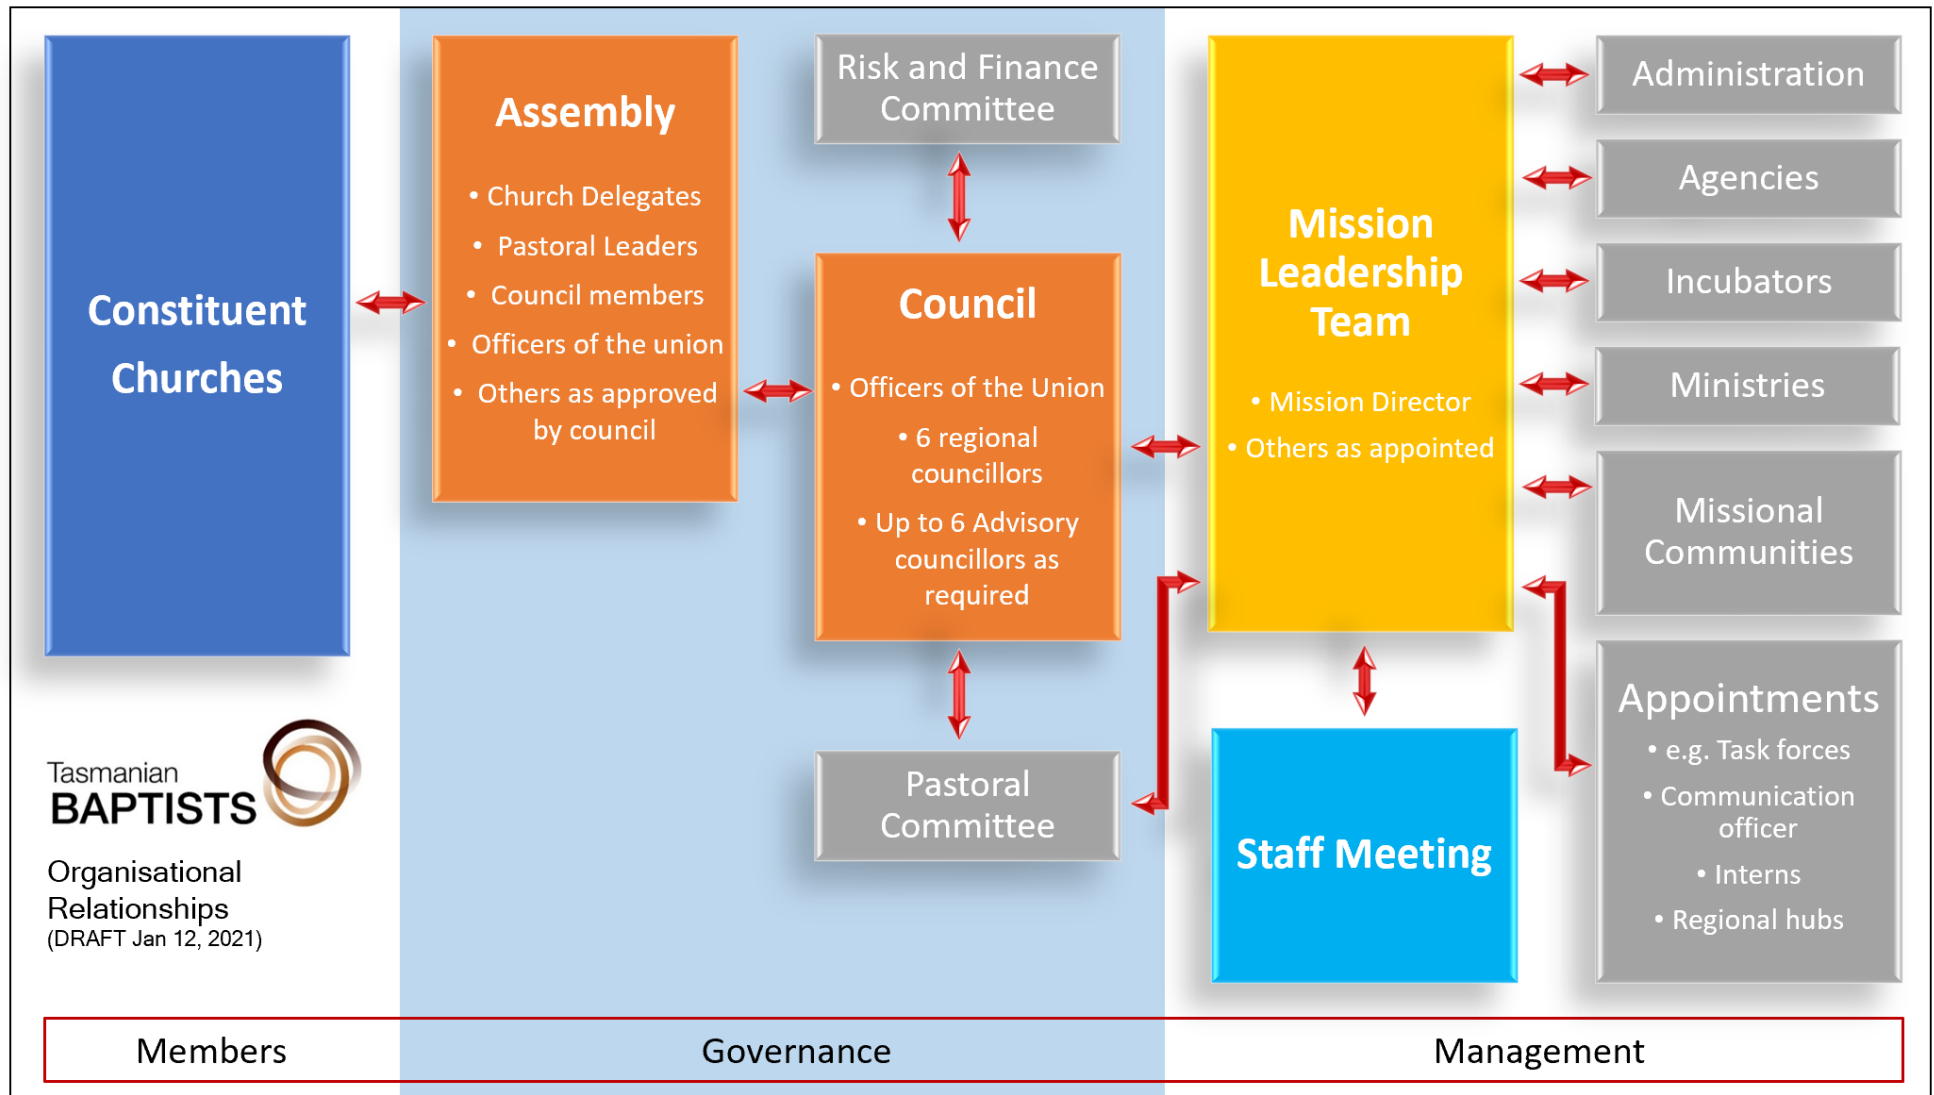 Constituent
Churches
Assembly
• Church Delegates
• Pastoral Leaders
• Council members
• Officers of the union
• Others as approved
by council
Risk and Finance
Committee
Council
• Officers of the Union
• 6 regional
councillors
• Up to 6 Advisory
councillors as
required
Pastoral
Committee
Mission
Leadership
Team
• Mission Director
• Others as appointed
Staff Meeting
Administration
Agencies
Incubators
Ministries
Missional
Communities
Appointments
• e.g. Task forces
• Communication
officer
• Interns
• Regional hubs
Tasmanian
BAPTISTS
Organisational
Relationships
(DRAFT Jan 12, 2021)
Members
Governance
Management